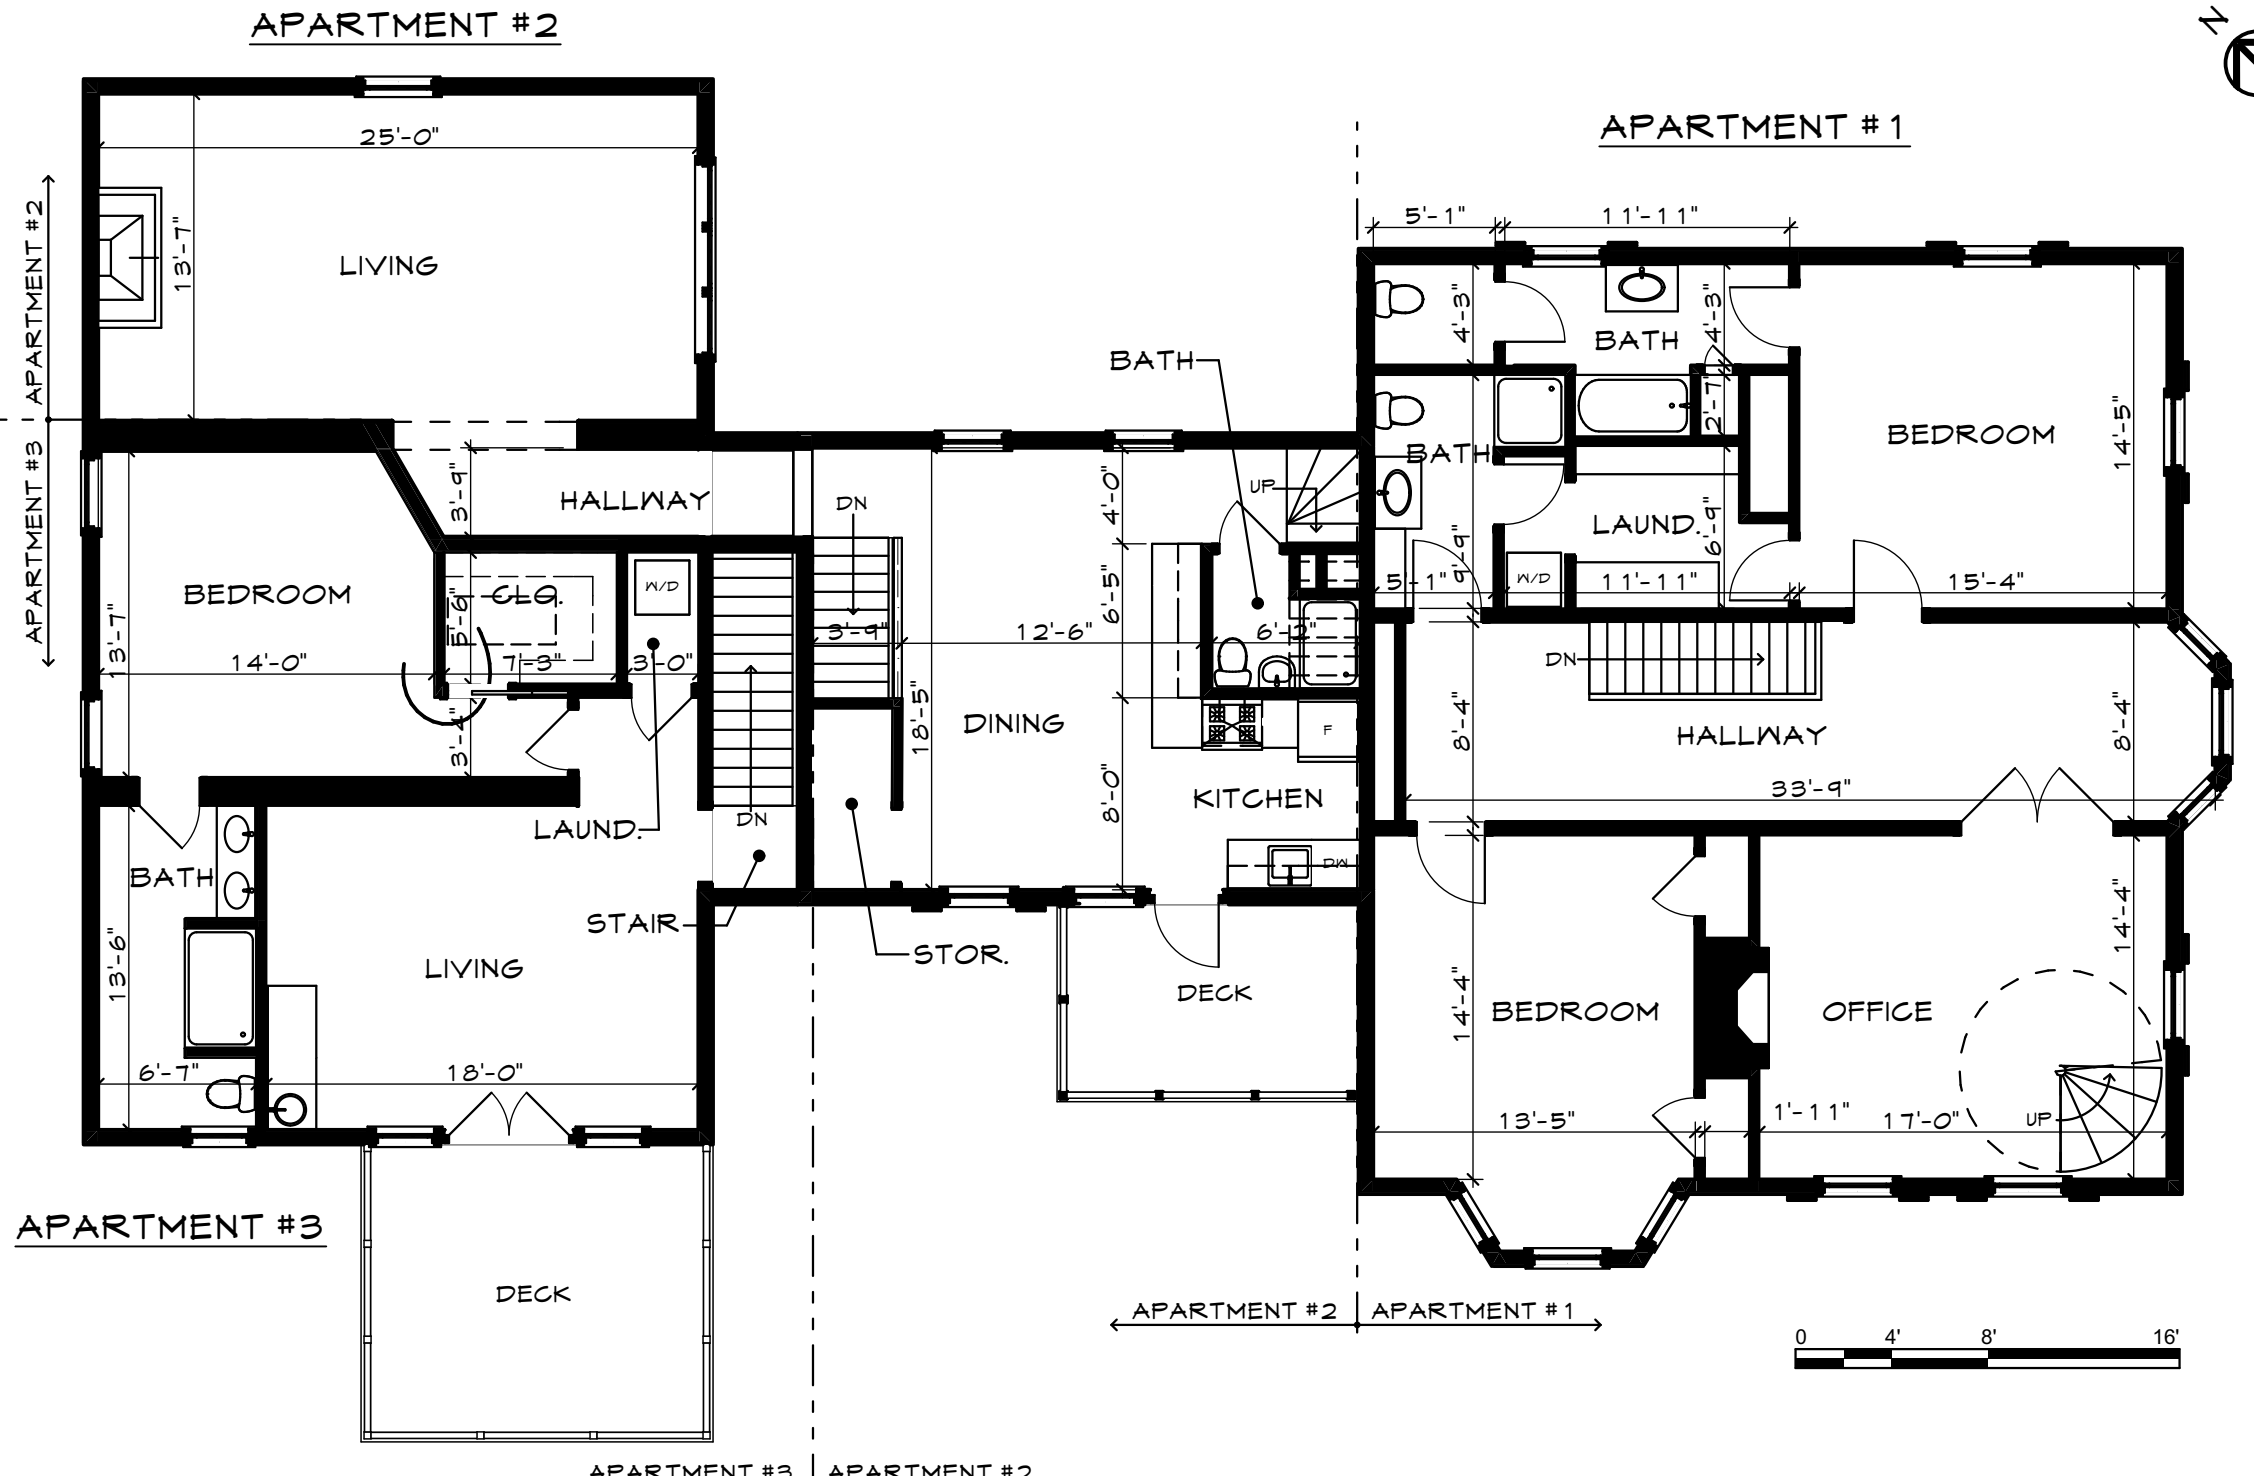 APARTMENT #2
N
APARTMENT #1
25'-0"
APARTMENT #2
13'-7"
LIVING
5'-1"
11'-11"
4'-3"
BATH
4'-3"
BATH
2'-7"
BEDROOM
14'-5"
APARTMENT #3
3'-9"
HALLWAY
DN
4'-0"
UP
BATH
LAUND.
6'-9"
9'-9"
5'-1"
W/D
11'-11"
15'-4"
BEDROOM
CLO.
W/D
13'-7"
5'-6"
14'-0"
7'-3"
3'-0"
3'-9"
12'-6"
6'-5"
6'-2"
DN
3'-4"
18'-5"
DINING
F
8'-4"
HALLWAY
8'-4"
33'-9"
KITCHEN
8'-0"
DN
LAUND.
DW
BATH
STAIR
STOR.
13'-6"
LIVING
DECK
14'-4"
BEDROOM
OFFICE
14'-4"
6'-7"
18'-0"
13'-5"
1'-11"
17'-0"
UP
APARTMENT #3
DECK
APARTMENT #2
APARTMENT #1
0 4' 8' 16'
APARTMENT #3
APARTMENT #2